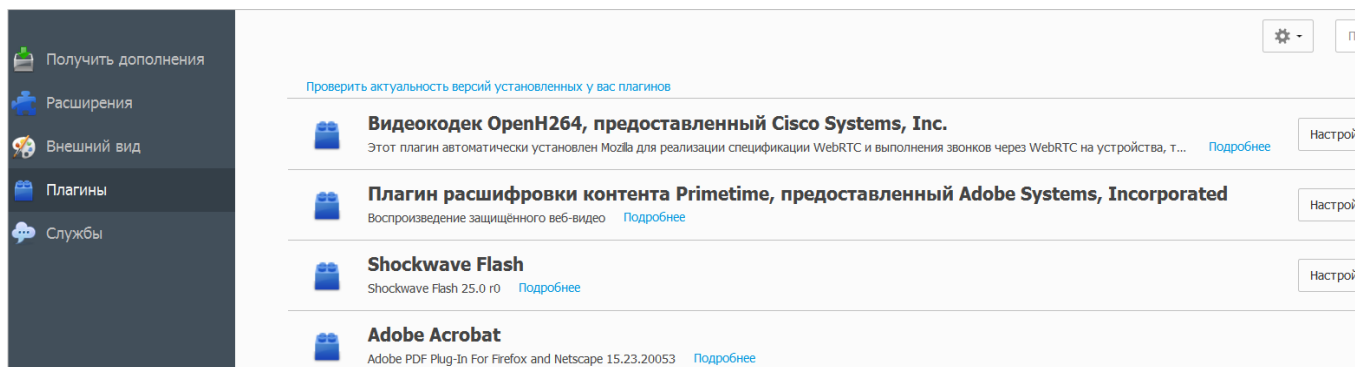 Получить дополнения
Расширения
Внешний вид
Плагины
Службы
Проверить актуальность версий установленных у вас плагинов
Видеокодек OpenH264, предоставленный Cisco Systems, Inc.
Этот плагин автоматически установлен Mozilla для реализации спецификации WebRTC и выполнения звонков через WebRTC на устройства, т... Подробнее
Плагин расшифровки контента Primetime, предоставленный Adobe Systems, Incorporated
Воспроизведение защищённого веб-видео Подробнее
Shockwave Flash
Shockwave Flash 25.0 r0 Подробнее
Adobe Acrobat
Adobe PDF Plug-In For Firefox and Netscape 15.23.20053 Подробнее